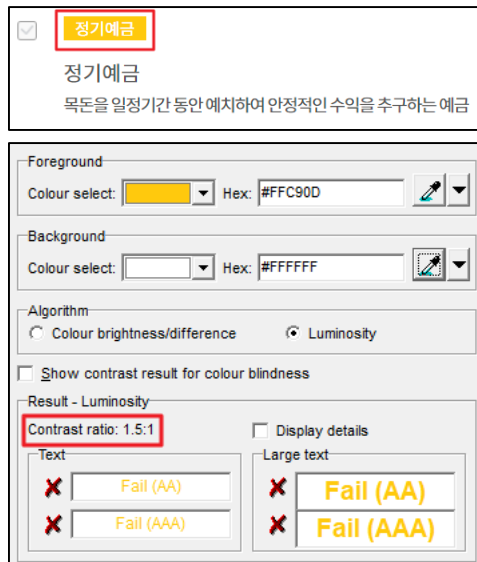 정기예금
정기예금
목돈을 일정기간 동안 예치하여 안정적인 수익을 추구하는 예금
Foreground
Colour select: Hex: #FFC90D
Background
Colour select: Hex: #FFFFFF
Algorithm
Colour brightness/difference Luminosity
Show contrast result for colour blindness
Result - Luminosity
Contrast ratio: 1.5:1 Display details
Text Large text
Fail (AA) Fail (AA)
Fail (AAA) Fail (AAA)